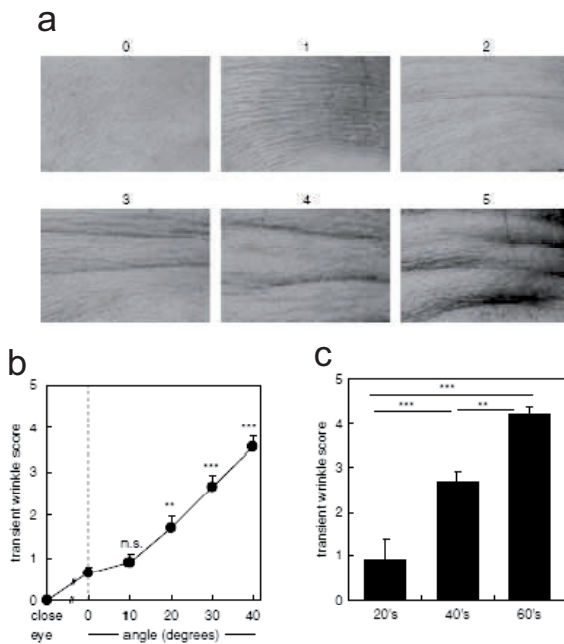 a
0 1 2
3 4 5
b
transient wrinkle score
5
4
3
2
1
0
n.s.
**
***
***
close 0 10 20 30 40
eye angle (degrees)
c
transient wrinkle score
5
4
3
2
1
0
***
*** **
20's 40's 60's